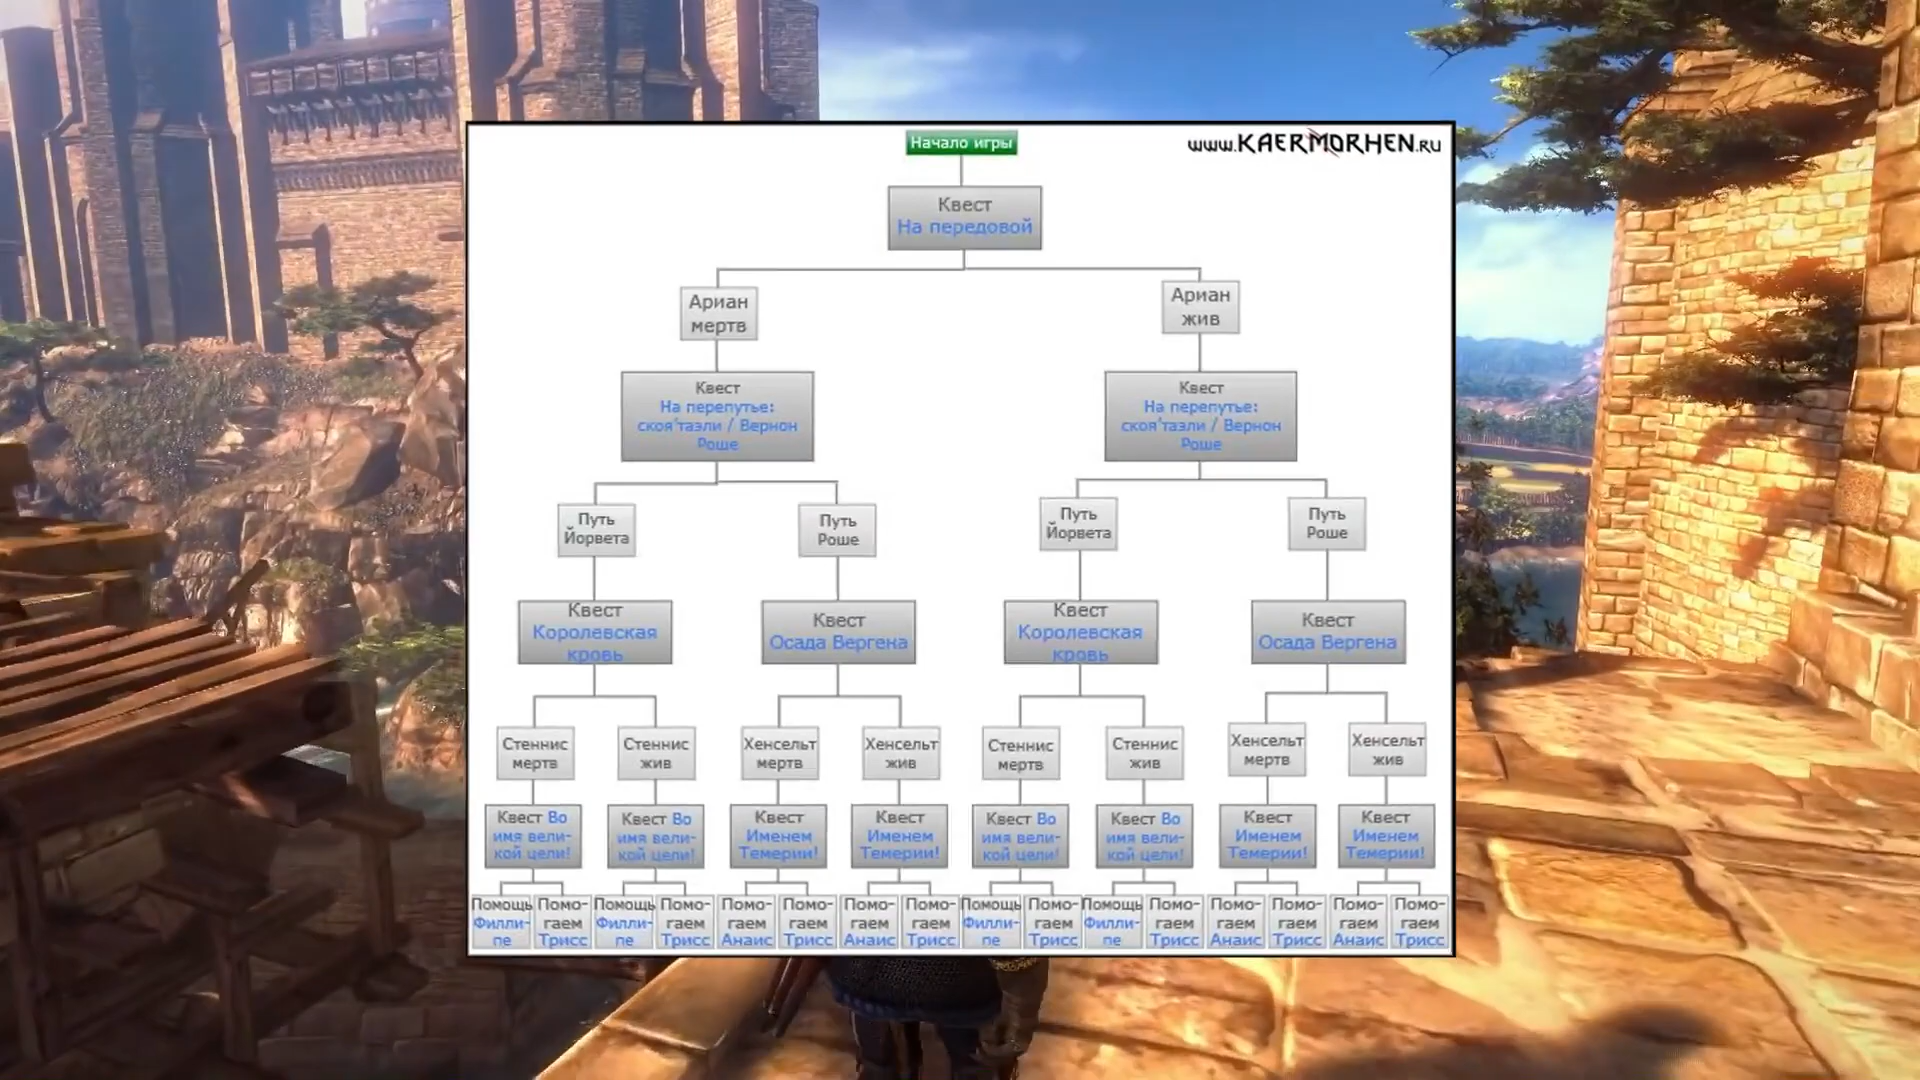 Начало игры
www.KAERMORHEN.RU
Квест
На передовой
Ариан
мертв
Ариан
жив
Квест
На перепутье:
скоя'таэли / Вернон
Роше
Квест
На перепутье:
скоя'таэли / Вернон
Роше
Путь
Йорвета
Путь
Роше
Путь
Йорвета
Путь
Роше
Квест
Королевская
кровь
Квест
Осада Вергена
Квест
Королевская
кровь
Квест
Осада Вергена
Стеннис
мертв
Стеннис
жив
Хенсельт
мертв
Хенсельт
жив
Стеннис
мертв
Стеннис
жив
Хенсельт
мертв
Хенсельт
жив
Квест Во
имя вели-
кой цели!
Квест Во
имя вели-
кой цели!
Квест
Именем
Темерии!
Квест
Именем
Темерии!
Квест Во
имя вели-
кой цели!
Квест Во
имя вели-
кой цели!
Квест
Именем
Темерии!
Квест
Именем
Темерии!
Помощь
Филли-
пе
Помо-
гаем
Трисс
Помощь
Филли-
пе
Помо-
гаем
Трисс
Помо-
гаем
Анаис
Помо-
гаем
Трисс
Помо-
гаем
Анаис
Помо-
гаем
Трисс
Помощь
Филли-
пе
Помо-
гаем
Трисс
Помощь
Филли-
пе
Помо-
гаем
Трисс
Помо-
гаем
Анаис
Помо-
гаем
Трисс
Помо-
гаем
Анаис
Помо-
гаем
Трисс